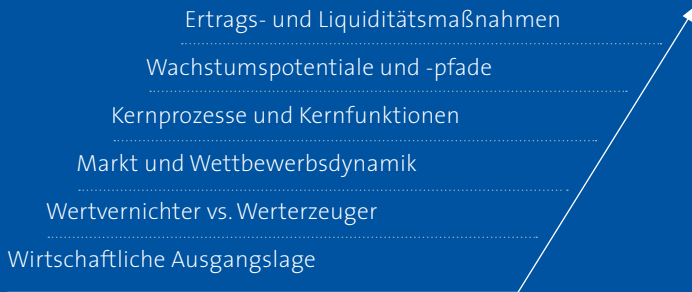 Ertrags- und Liquiditätsmaßnahmen
Wachstumspotentiale und -pfade
Kernprozesse und Kernfunktionen
Markt und Wettbewerbsdynamik
Wertvernichter vs. Werterzeuger
Wirtschaftliche Ausgangslage